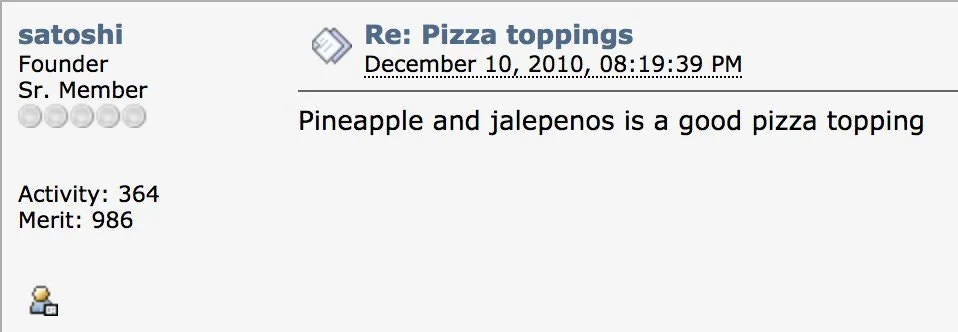 satoshi
Founder
Sr. Member
Activity: 364
Merit: 986
Re: Pizza toppings
December 10, 2010, 08:19:39 PM
Pineapple and jalepenos is a good pizza topping